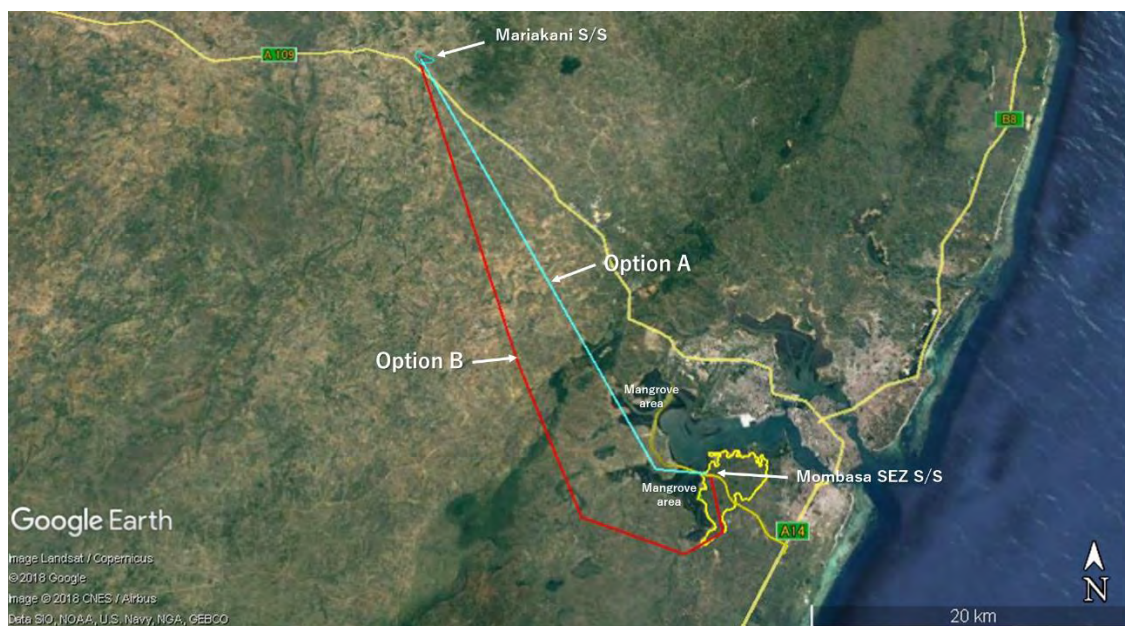 Mariakani S/S
A 109
B8
Option A
Option B
Mangrove
area
Mombasa SEZ S/S
Mangrove
area
Google Earth
A14
Image Landsat / Copernicus
©2018 Google
Image © 2018 CNES / Airbus
Data SIO, NOAA, U.S. Navy, NGA, GEBCO
N
20 km